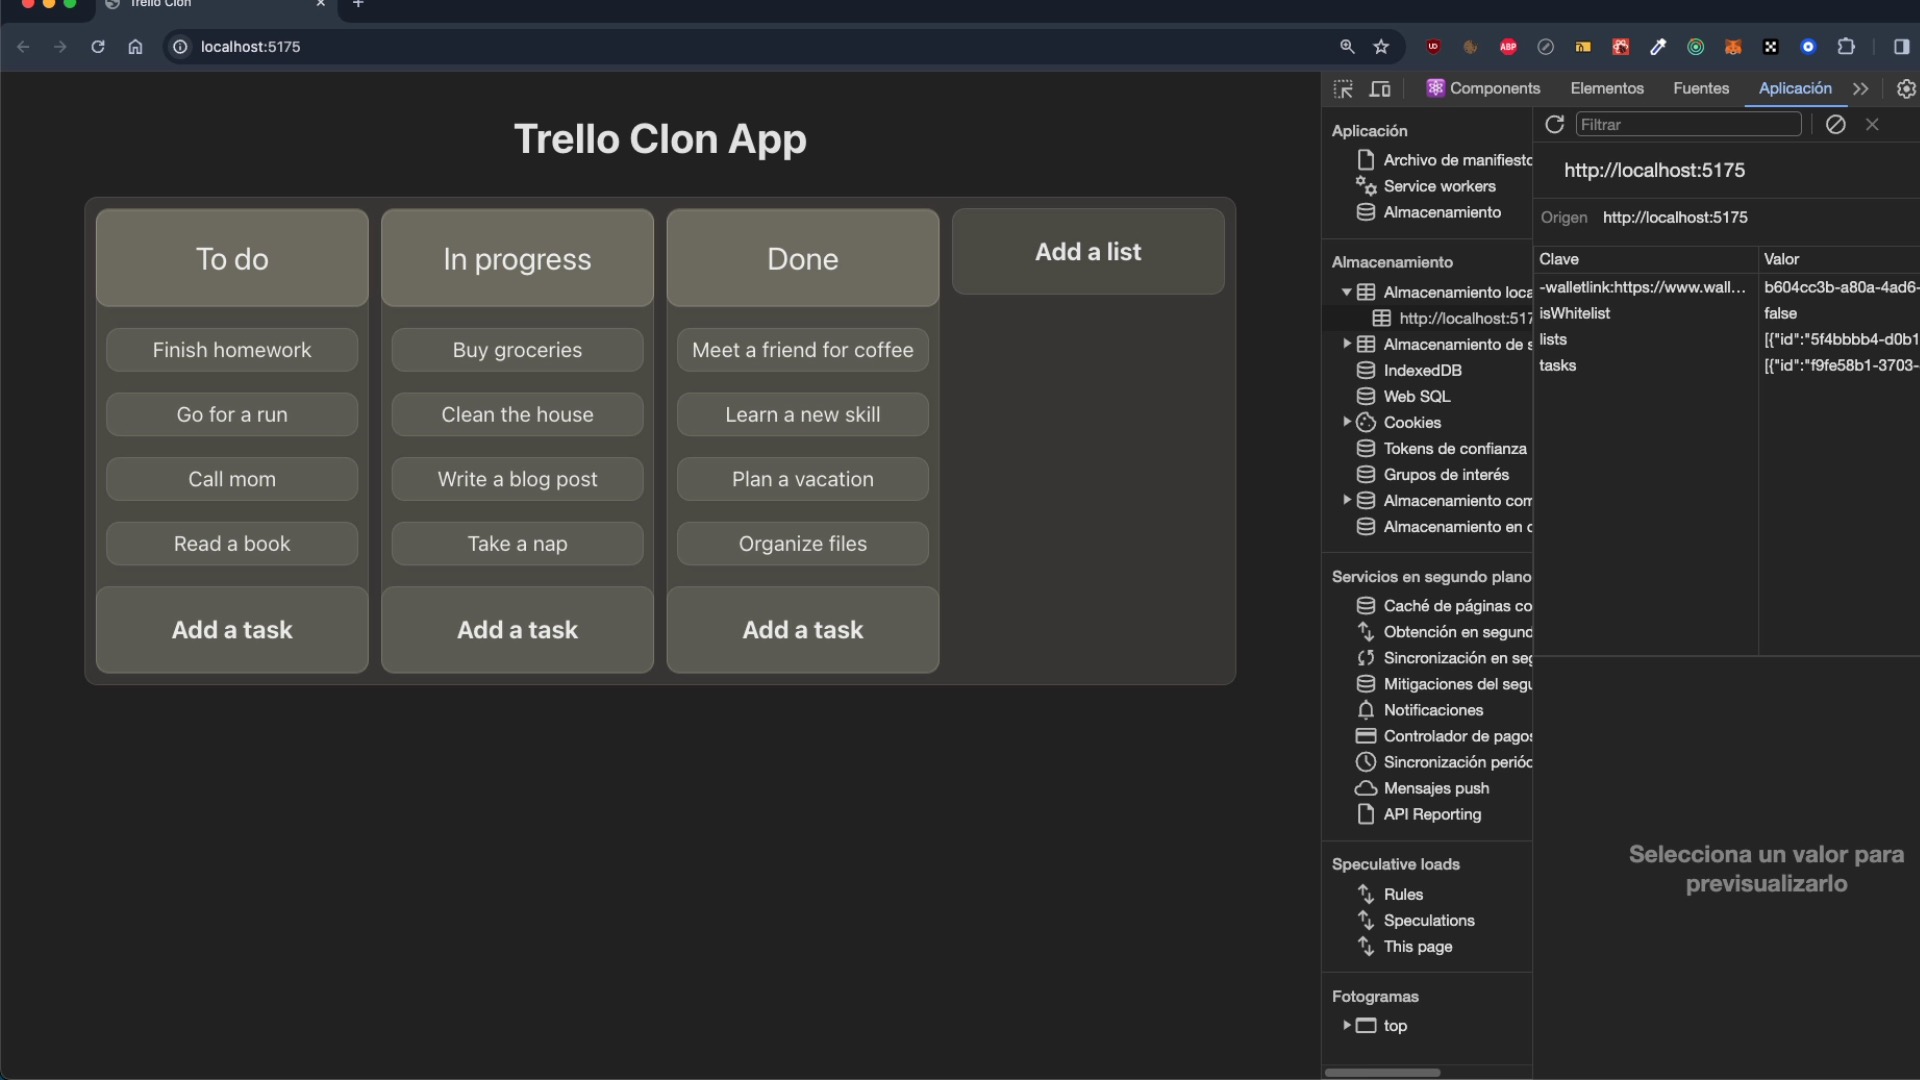 Trello Clon
localhost:5175
UD
ABP
Components
Elementos
Fuentes
Aplicación
Trello Clon App
To do
In progress
Done
Add a list
Finish homework
Buy groceries
Meet a friend for coffee
Go for a run
Clean the house
Learn a new skill
Call mom
Write a blog post
Plan a vacation
Read a book
Take a nap
Organize files
Add a task
Add a task
Add a task
Aplicación
Archivo de manifiesto
Service workers
Almacenamiento
Almacenamiento
Almacenamiento loca
http://localhost:517
Almacenamiento de s
IndexedDB
Web SQL
Cookies
Tokens de confianza
Grupos de interés
Almacenamiento com
Almacenamiento en c
Servicios en segundo plano
Caché de páginas co
Obtención en segund
Sincronización en seg
Mitigaciones del segu
Notificaciones
Controlador de pagos
Sincronización periód
Mensajes push
API Reporting
Speculative loads
Rules
Speculations
This page
Fotogramas
top
Filtrar
http://localhost:5175
Origen http://localhost:5175
Clave Valor
-walletlink:https://www.wall... b604cc3b-a80a-4ad6-
isWhitelist false
lists [{"id":"5f4bbbb4-d0b1
tasks [{"id":"f9fe58b1-3703-
Selecciona un valor para
previsualizarlo